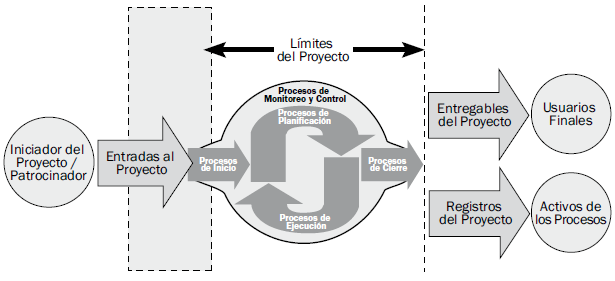 Límites
del Proyecto
Procesos de
Monitoreo y Control
Procesos de
Planificación
Iniciador del
Proyecto /
Patrocinador
Entradas al
Proyecto
Procesos
de Inicio
Procesos
de Cierre
Procesos de
Ejecución
Entregables
del Proyecto
Usuarios
Finales
Registros
del Proyecto
Activos de
los Procesos